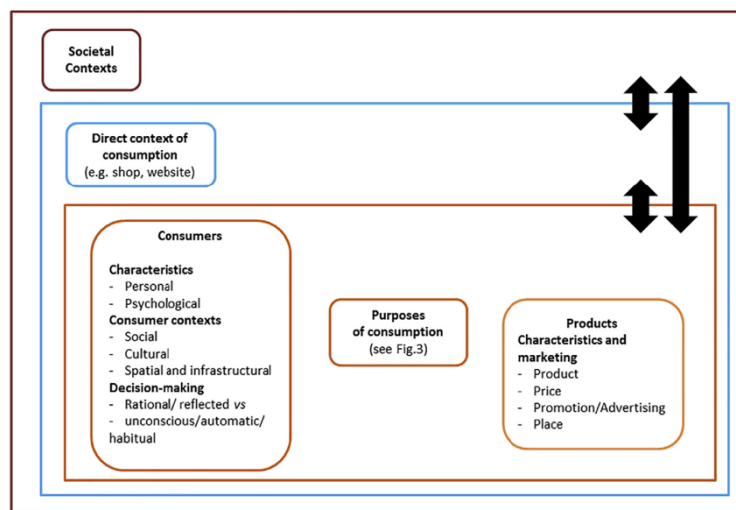 Societal
Contexts
Direct context of
consumption
(e.g. shop, website)
Consumers
Characteristics
- Personal
- Psychological
Consumer contexts
- Social
- Cultural
- Spatial and infrastructural
Decision-making
- Rational/ reflected vs
- unconscious/automatic/
habitual
Purposes
of consumption
(see Fig.3)
Products
Characteristics and
marketing
- Product
- Price
- Promotion/Advertising
- Place